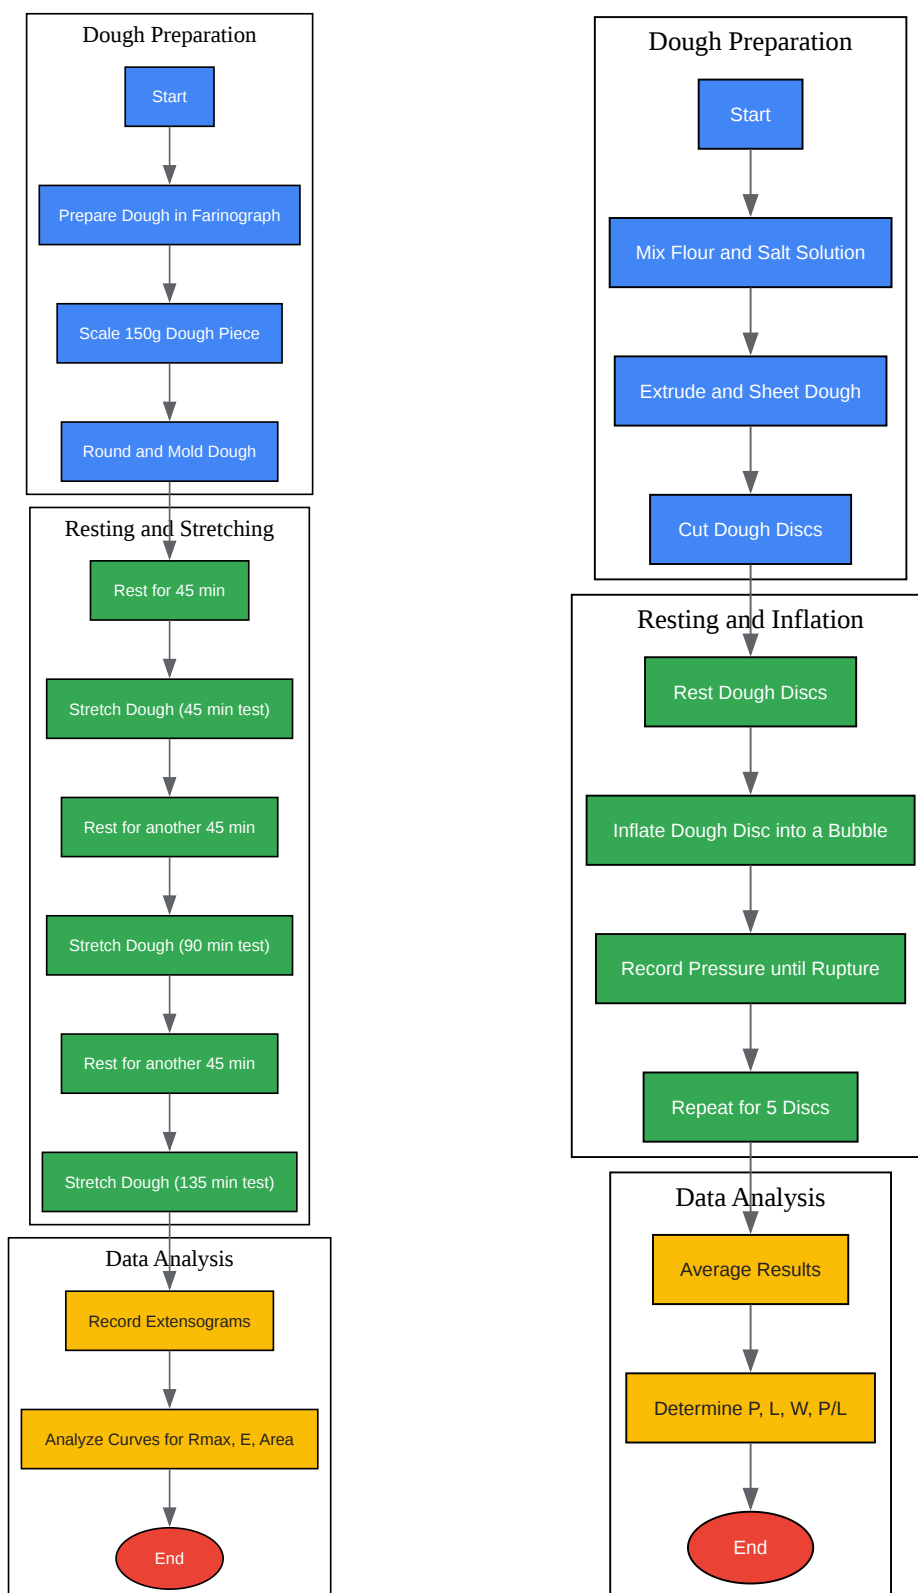 Dough Preparation
Start
Prepare Dough in Farinograph
Scale 150g Dough Piece
Round and Mold Dough
Resting and Stretching
Rest for 45 min
Stretch Dough (45 min test)
Rest for another 45 min
Stretch Dough (90 min test)
Rest for another 45 min
Stretch Dough (135 min test)
Data Analysis
Record Extensograms
Analyze Curves for Rmax, E, Area
End
Dough Preparation
Start
Mix Flour and Salt Solution
Extrude and Sheet Dough
Cut Dough Discs
Resting and Inflation
Rest Dough Discs
Inflate Dough Disc into a Bubble
Record Pressure until Rupture
Repeat for 5 Discs
Data Analysis
Average Results
Determine P, L, W, P/L
End